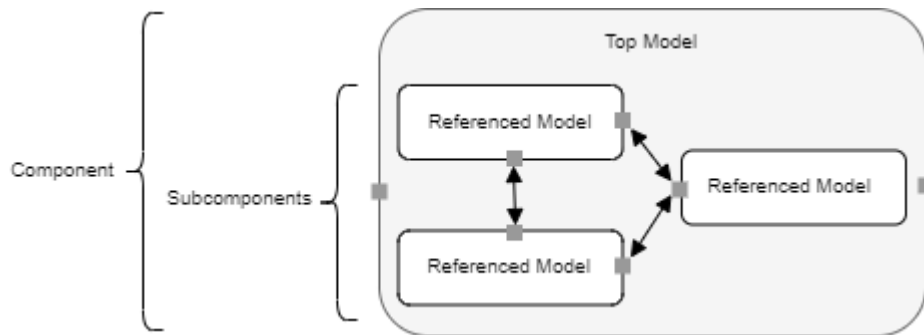 Top Model
Referenced Model
Component
Referenced Model
Subcomponents
Referenced Model